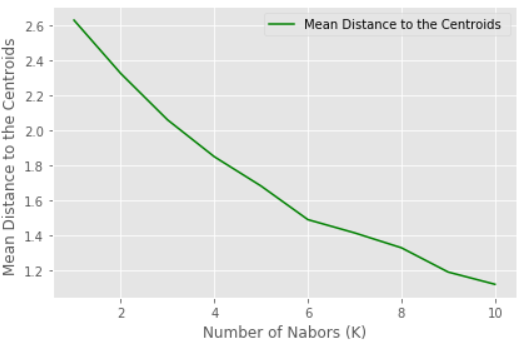 Mean Distance to the Centroids
Mean Distance to the Centroids
2.6
2.4
2.2
2.0
1.8
1.6
1.4
1.2
2 4 6 8 10
Number of Nabors (K)